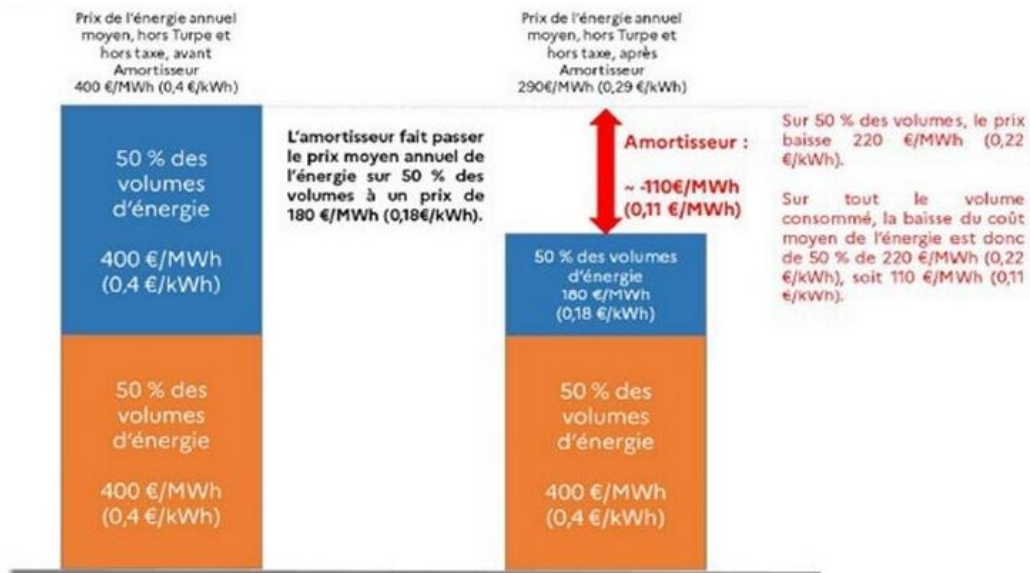 Prix de l'énergie annuel
moyen, hors Turpe et
hors taxe, avant
Amortisseur
400 €/MWh (0,4 €/kWh)
50 % des
volumes
d'énergie
400 €/MWh
(0,4 €/kWh)
50 % des
volumes
d'énergie
400 €/MWh
(0,4 €/kWh)
L'amortisseur fait passer
le prix moyen annuel de
l'énergie sur 50 % des
volumes à un prix de
180 €/MWh (0,18€/kWh).
Prix de l'énergie annuel
moyen, hors Turpe et
hors taxe, après
Amortisseur
290€/MWh (0,29 €/kWh)
Amortisseur :
~ -110€/MWh
(0,11 €/MWh)
50 % des volumes
d'énergie
180 €/MWh
(0,18 €/kWh)
50 % des
volumes
d'énergie
400 €/MWh
(0,4 €/kWh)
Sur 50 % des volumes, le prix
baisse 220 €/MWh (0,22
€/kWh).
Sur tout le volume
consommé, la baisse du coût
moyen de l'énergie est donc
de 50 % de 220 €/MWh (0,22
€/kWh), soit 110 €/MWh (0,11
€/kWh).